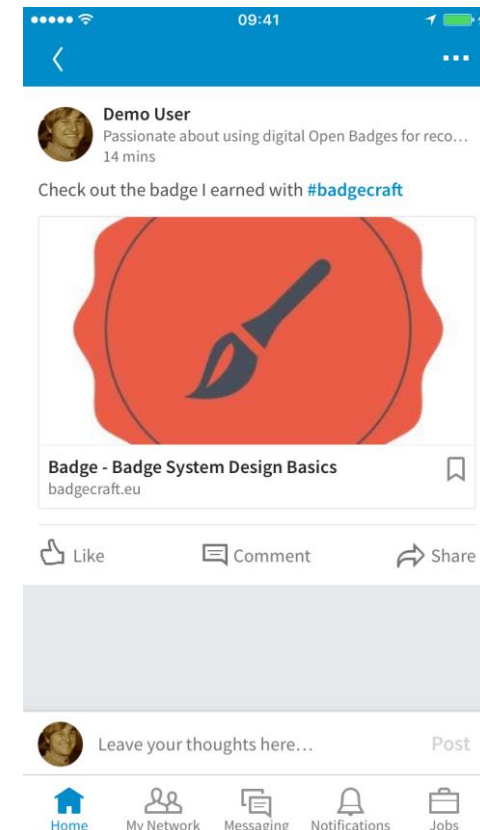 09:41
Demo User
Passionate about using digital Open Badges for reco...
14 mins
Check out the badge I earned with #badgecraft
Badge - Badge System Design Basics
badgecraft.eu
Like Comment Share
Leave your thoughts here... Post
Home My Network Messaging Notifications Jobs